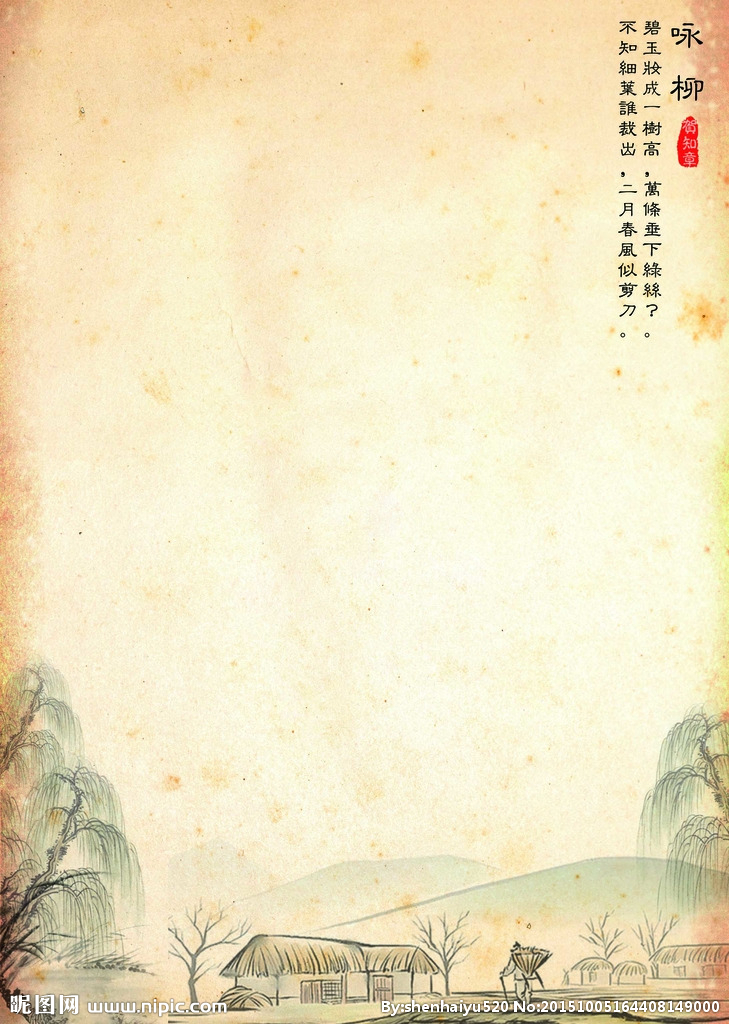 咏柳
賀知章
碧玉妝成一樹高，萬條垂下綠絲？。
不知細葉誰裁出，二月春風似剪刀。
昵图网 www.nipic.com
By:shenhaiyu520 No:20151005164408149000